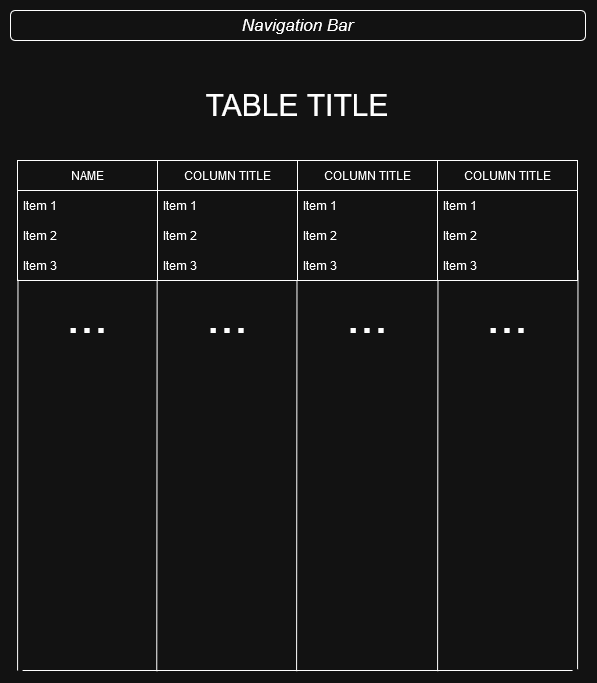 Navigation Bar
TABLE TITLE
NAME COLUMN TITLE COLUMN TITLE COLUMN TITLE
Item 1 Item 1 Item 1 Item 1
Item 2 Item 2 Item 2 Item 2
Item 3 Item 3 Item 3 Item 3
... ... ... ...